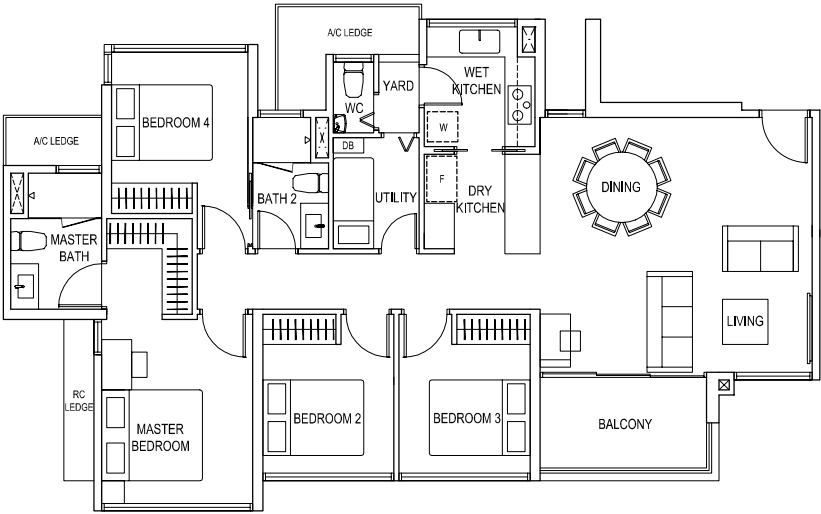 A/C LEDGE
WET
KITCHEN
YARD
WC
BEDROOM 4
W
A/C LEDGE
DB
F
DRY
KITCHEN
DINING
BATH 2
UTILITY
MASTER
BATH
LIVING
RC
LEDGE
MASTER
BEDROOM
BEDROOM 2
BEDROOM 3
BALCONY